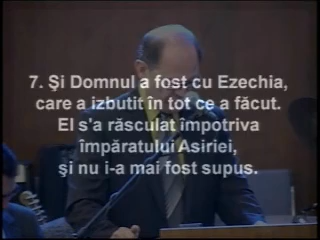 7. Şi Domnul a fost cu Ezechia,
care a izbutit în tot ce a făcut.
El s'a răsculat împotriva
împăratului Asiriei,
şi nu i-a mai fost supus.